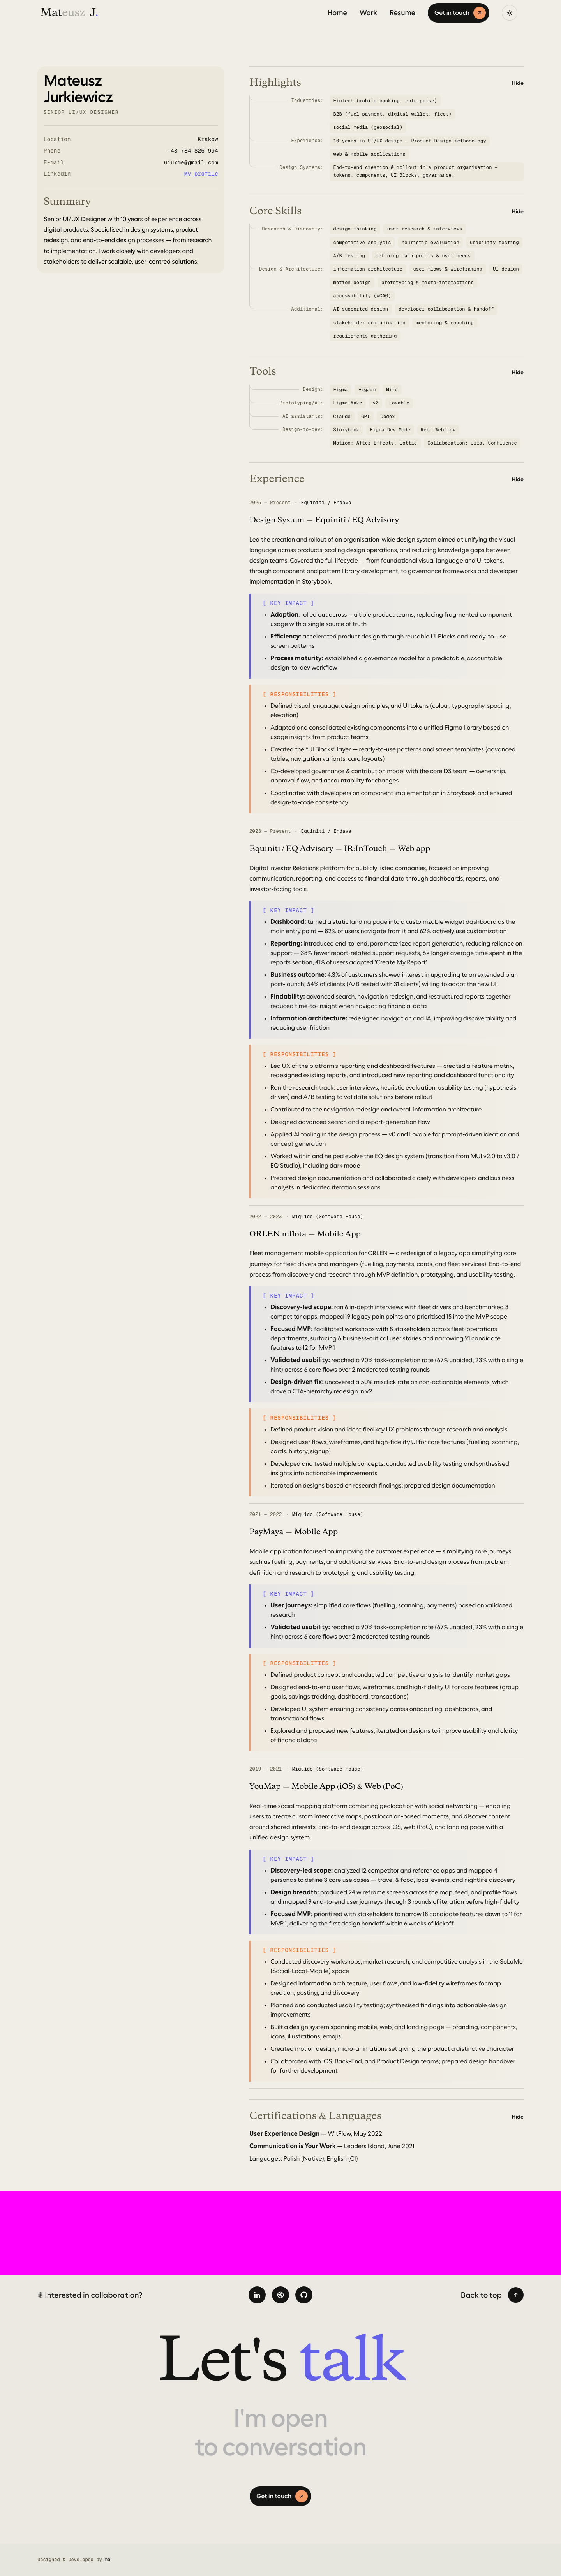 Mateusz J.
Home Work Resume Get in touch
Mateusz
Jurkiewicz
SENIOR UI/UX DESIGNER
Location Krakow
Phone +48 784 826 994
E-mail uiuxme@gmail.com
Linkedin My profile
Summary
Senior UI/UX Designer with 10 years of experience across
digital products. Specialised in design systems, product
redesign, and end-to-end design processes — from research
to implementation. I work closely with developers and
stakeholders to deliver scalable, user-centred solutions.
Highlights Hide
Industries: Fintech (mobile banking, enterprise)
B2B (fuel payment, digital wallet, fleet)
social media (geosocial)
Experience: 10 years in UI/UX design — Product Design methodology
web & mobile applications
Design Systems: End-to-end creation & rollout in a product organisation —
tokens, components, UI Blocks, governance.
Core Skills Hide
Research & Discovery: design thinking user research & interviews
competitive analysis heuristic evaluation usability testing
A/B testing defining pain points & user needs
Design & Architecture: information architecture user flows & wireframing UI design
motion design prototyping & micro-interactions
accessibility (WCAG)
Additional: AI-supported design developer collaboration & handoff
stakeholder communication mentoring & coaching
requirements gathering
Tools Hide
Design: Figma FigJam Miro
Prototyping/AI: Figma Make v0 Lovable
AI assistants: Claude GPT Codex
Design-to-dev: Storybook Figma Dev Mode Web: Webflow
Motion: After Effects, Lottie Collaboration: Jira, Confluence
Experience Hide
2025 — Present · Equiniti / Endava
Design System — Equiniti / EQ Advisory
Led the creation and rollout of an organisation-wide design system aimed at unifying the visual
language across products, scaling design operations, and reducing knowledge gaps between
design teams. Covered the full lifecycle — from foundational visual language and UI tokens,
through component and pattern library development, to governance frameworks and developer
implementation in Storybook.
[ KEY IMPACT ]
• Adoption: rolled out across multiple product teams, replacing fragmented component
usage with a single source of truth
• Efficiency: accelerated product design through reusable UI Blocks and ready-to-use
screen patterns
• Process maturity: established a governance model for a predictable, accountable
design-to-dev workflow
[ RESPONSIBILITIES ]
• Defined visual language, design principles, and UI tokens (colour, typography, spacing,
elevation)
• Adapted and consolidated existing components into a unified Figma library based on
usage insights from product teams
• Created the "UI Blocks" layer — ready-to-use patterns and screen templates (advanced
tables, navigation variants, card layouts)
• Co-developed governance & contribution model with the core DS team — ownership,
approval flow, and accountability for changes
• Coordinated with developers on component implementation in Storybook and ensured
design-to-code consistency
2023 — Present · Equiniti / Endava
Equiniti / EQ Advisory — IR:InTouch — Web app
Digital Investor Relations platform for publicly listed companies, focused on improving
communication, reporting, and access to financial data through dashboards, reports, and
investor-facing tools.
[ KEY IMPACT ]
• Dashboard: turned a static landing page into a customizable widget dashboard as the
main entry point — 82% of users navigate from it and 62% actively use customization
• Reporting: introduced end-to-end, parameterized report generation, reducing reliance on
support — 38% fewer report-related support requests, 6× longer average time spent in the
reports section, 41% of users adopted 'Create My Report'
• Business outcome: 4.3% of customers showed interest in upgrading to an extended plan
post-launch; 54% of clients (A/B tested with 31 clients) willing to adopt the new UI
• Findability: advanced search, navigation redesign, and restructured reports together
reduced time-to-insight when navigating financial data
• Information architecture: redesigned navigation and IA, improving discoverability and
reducing user friction
[ RESPONSIBILITIES ]
• Led UX of the platform's reporting and dashboard features — created a feature matrix,
redesigned existing reports, and introduced new reporting and dashboard functionality
• Ran the research track: user interviews, heuristic evaluation, usability testing (hypothesis-
driven) and A/B testing to validate solutions before rollout
• Contributed to the navigation redesign and overall information architecture
• Designed advanced search and a report-generation flow
• Applied AI tooling in the design process — v0 and Lovable for prompt-driven ideation and
concept generation
• Worked within and helped evolve the EQ design system (transition from MUI v2.0 to v3.0 /
EQ Studio), including dark mode
• Prepared design documentation and collaborated closely with developers and business
analysts in dedicated iteration sessions
2022 — 2023 · Miquido (Software House)
ORLEN mflota — Mobile App
Fleet management mobile application for ORLEN — a redesign of a legacy app simplifying core
journeys for fleet drivers and managers (fuelling, payments, cards, and fleet services). End-to-end
process from discovery and research through MVP definition, prototyping, and usability testing.
[ KEY IMPACT ]
• Discovery-led scope: ran 6 in-depth interviews with fleet drivers and benchmarked 8
competitor apps; mapped 19 legacy pain points and prioritised 15 into the MVP scope
• Focused MVP: facilitated workshops with 8 stakeholders across fleet-operations
departments, surfacing 6 business-critical user stories and narrowing 21 candidate
features to 12 for MVP 1
• Validated usability: reached a 90% task-completion rate (67% unaided, 23% with a single
hint) across 6 core flows over 2 moderated testing rounds
• Design-driven fix: uncovered a 50% misclick rate on non-actionable elements, which
drove a CTA-hierarchy redesign in v2
[ RESPONSIBILITIES ]
• Defined product vision and identified key UX problems through research and analysis
• Designed user flows, wireframes, and high-fidelity UI for core features (fuelling, scanning,
cards, history, signup)
• Developed and tested multiple concepts; conducted usability testing and synthesised
insights into actionable improvements
• Iterated on designs based on research findings; prepared design documentation
2021 — 2022 · Miquido (Software House)
PayMaya — Mobile App
Mobile application focused on improving the customer experience — simplifying core journeys
such as fuelling, payments, and additional services. End-to-end design process from problem
definition and research to prototyping and usability testing.
[ KEY IMPACT ]
• User journeys: simplified core flows (fuelling, scanning, payments) based on validated
research
• Validated usability: reached a 90% task-completion rate (67% unaided, 23% with a single
hint) across 6 core flows over 2 moderated testing rounds
[ RESPONSIBILITIES ]
• Defined product concept and conducted competitive analysis to identify market gaps
• Designed end-to-end user flows, wireframes, and high-fidelity UI for core features (group
goals, savings tracking, dashboard, transactions)
• Developed UI system ensuring consistency across onboarding, dashboards, and
transactional flows
• Explored and proposed new features; iterated on designs to improve usability and clarity
of financial data
2019 — 2021 · Miquido (Software House)
YouMap — Mobile App (iOS) & Web (PoC)
Real-time social mapping platform combining geolocation with social networking — enabling
users to create custom interactive maps, post location-based moments, and discover content
around shared interests. End-to-end design across iOS, web (PoC), and landing page with a
unified design system.
[ KEY IMPACT ]
• Discovery-led scope: analyzed 12 competitor and reference apps and mapped 4
personas to define 3 core use cases — travel & food, local events, and nightlife discovery
• Design breadth: produced 24 wireframe screens across the map, feed, and profile flows
and mapped 9 end-to-end user journeys through 3 rounds of iteration before high-fidelity
• Focused MVP: prioritized with stakeholders to narrow 18 candidate features down to 11 for
MVP 1, delivering the first design handoff within 6 weeks of kickoff
[ RESPONSIBILITIES ]
• Conducted discovery workshops, market research, and competitive analysis in the SoLoMo
(Social-Local-Mobile) space
• Designed information architecture, user flows, and low-fidelity wireframes for map
creation, posting, and discovery
• Planned and conducted usability testing; synthesised findings into actionable design
improvements
• Built a design system spanning mobile, web, and landing page — branding, components,
icons, illustrations, emojis
• Created motion design, micro-animations set giving the product a distinctive character
• Collaborated with iOS, Back-End, and Product Design teams; prepared design handover
for further development
Certifications & Languages Hide
User Experience Design — WitFlow, May 2022
Communication is Your Work — Leaders Island, June 2021
Languages: Polish (Native), English (C1)
Interested in collaboration? Back to top
Let's talk
I'm open
to conversation
Get in touch
Designed & Developed by me